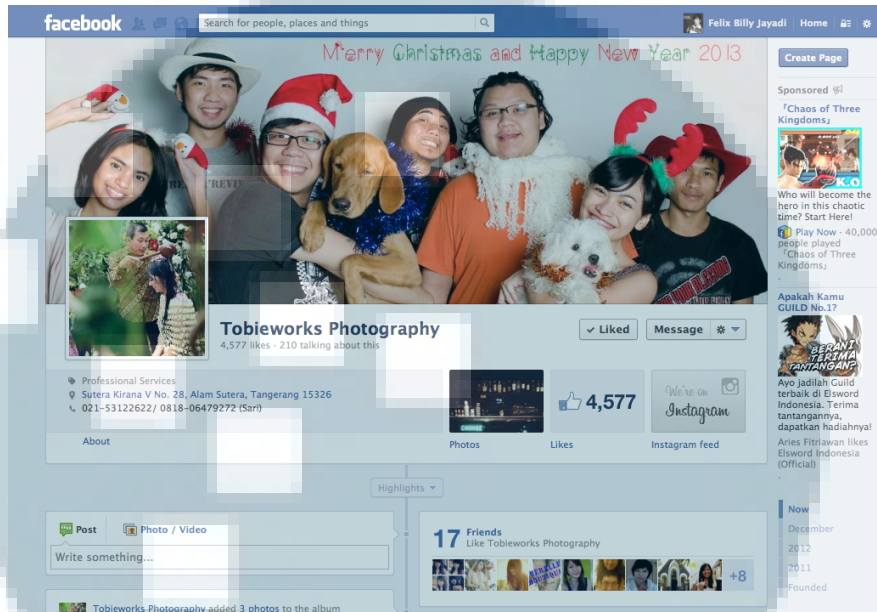 facebook
Search for people, places and things
Felix Billy Jayadi
Home
Merry Christmas and Happy New Year 2013
Create Page
Sponsored
「Chaos of Three
Kingdoms」
K.O
Who will become the
hero in this chaotic
time? Start Here!
Play Now · 40,000
people played
「Chaos of Three
Kingdoms」
.
Apakah Kamu
GUILD No.1?
BERANI
TERIMA
TANTANGAN?
Ayo jadilah Guild
terbaik di Elsword
Indonesia. Terima
tantangannya,
dapatkan hadiahnya!
Aries Fitriawan likes
Elsword Indonesia
(Official)
.
Tobieworks Photography
4,577 likes · 210 talking about this
Liked
Message
Professional Services
Sutera Kirana V No. 28, Alam Sutera, Tangerang 15326
021-53122622/ 0818-06479272 (Sari)
About
Photos
4,577
Likes
We're on
Instagram
Instagram feed
Highlights
Now
December
2012
2011
Founded
Post
Photo / Video
Write something...
17 Friends
Like Tobieworks Photography
+8
Tobieworks Photography added 3 photos to the album